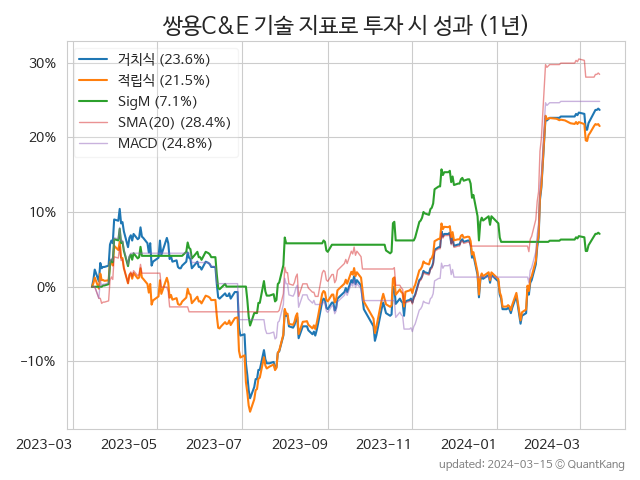 쌍용C&E 기술 지표로 투자 시 성과 (1년)
거치식 (23.6%)
적립식 (21.5%)
SigM (7.1%)
SMA(20) (28.4%)
MACD (24.8%)
30%
20%
10%
0%
−10%
2023-03 2023-05 2023-07 2023-09 2023-11 2024-01 2024-03
updated: 2024-03-15 © QuantKang